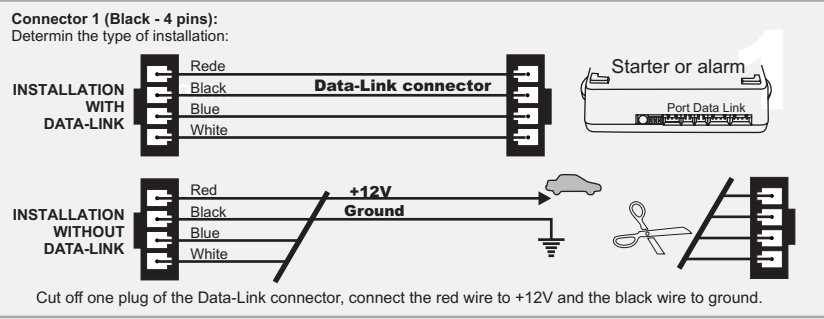 Connector 1 (Black - 4 pins):
Determin the type of installation:
1
INSTALLATION
WITH
DATA-LINK
Rede
Black
Blue
White
Data-Link connector
Starter or alarm
Port Data Link
INSTALLATION
WITHOUT
DATA-LINK
Red
Black
Blue
White
+12V
Ground
Cut off one plug of the Data-Link connector, connect the red wire to +12V and the black wire to ground.